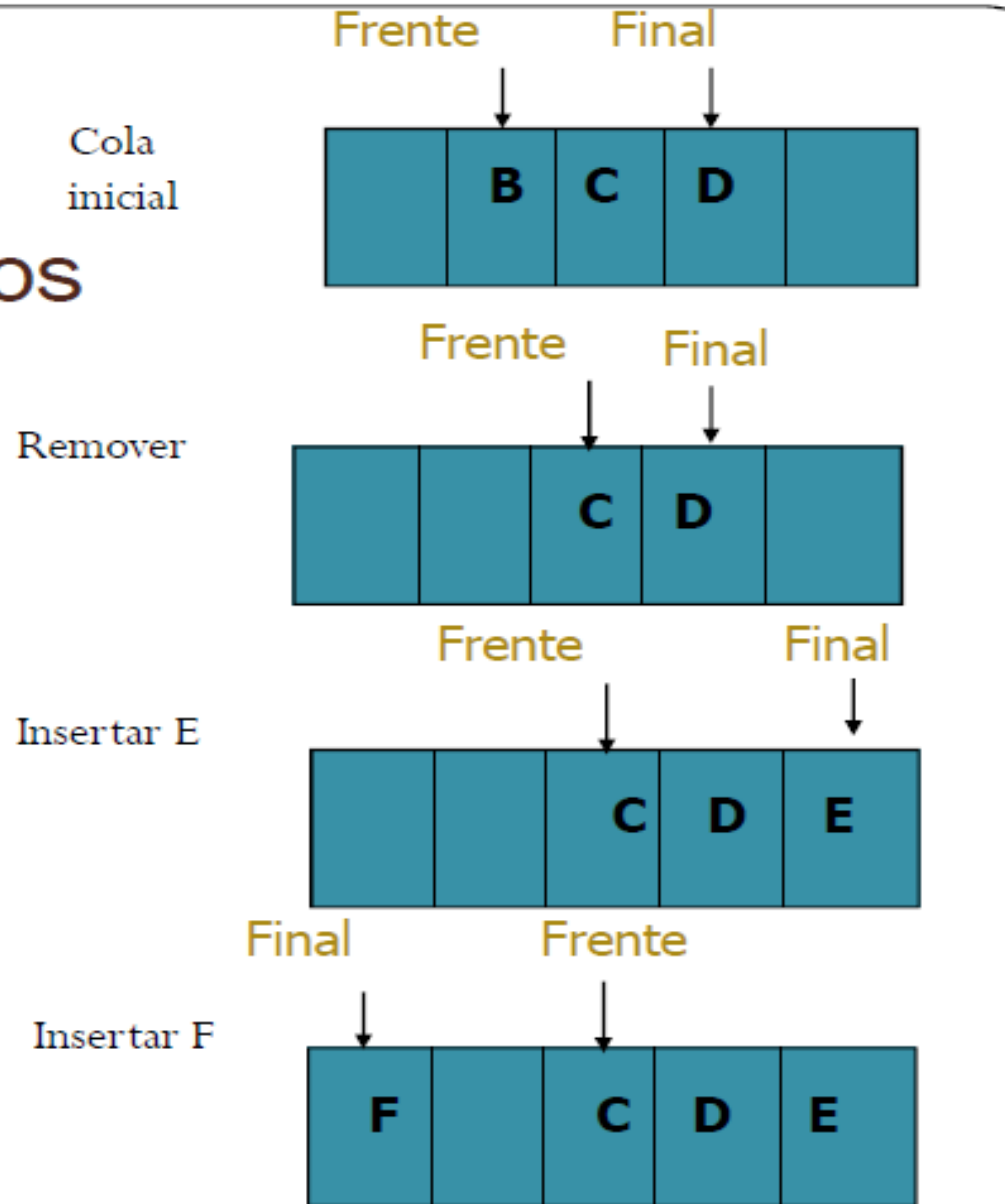 Frente Final
Cola
inicial
B C D
os
Frente Final
Remover
C D
Frente Final
Insertar E
C D E
Final Frente
Insertar F
F C D E